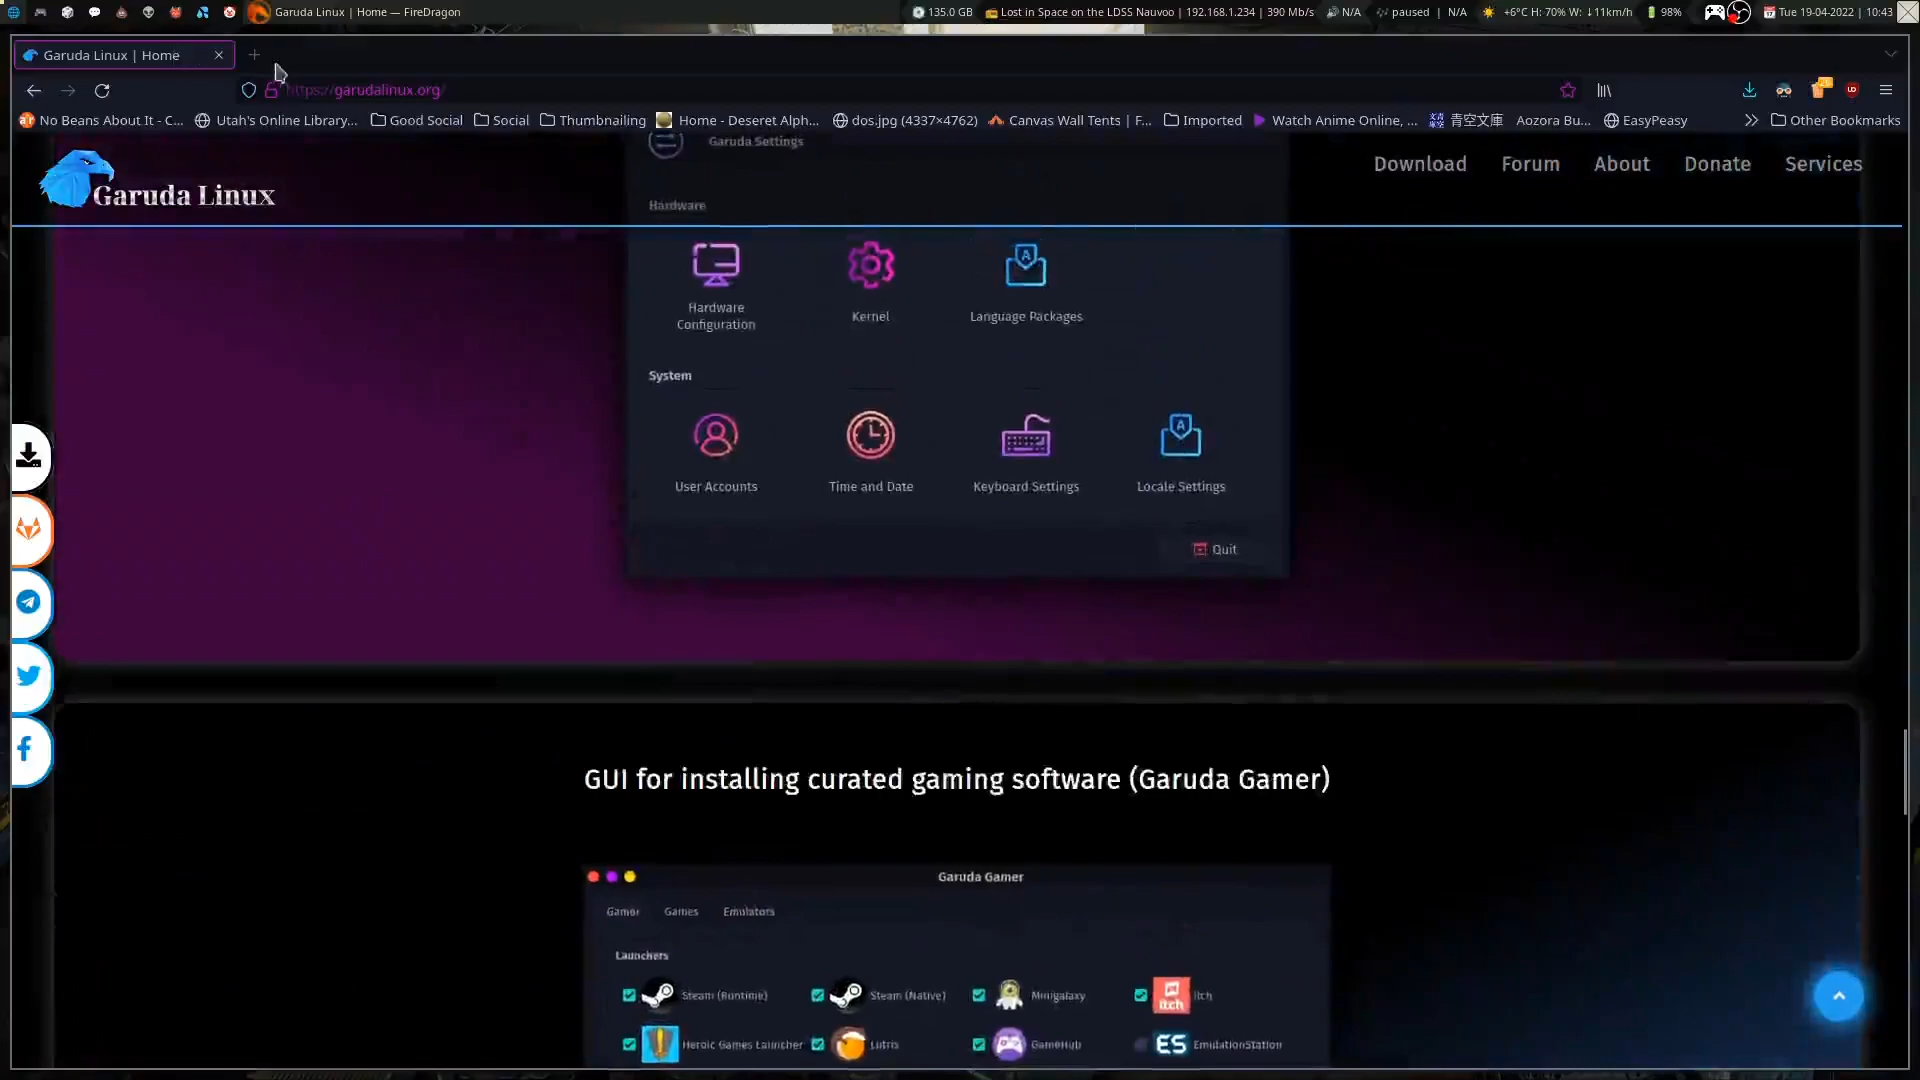 Garuda Linux | Home — FireDragon
135.0 GB | Lost in Space on the LDSS Nauvoo | 192.168.1.234 | 390 Mb/s | N/A | paused | N/A | +6°C H: 70% W: ↓11km/h | 98% | Tue 19-04-2022 | 10:43
Garuda Linux | Home
https://garudalinux.org/
No Beans About It - C...
Utah's Online Library...
Good Social
Social
Thumbnailing
Home - Deseret Alph...
dos.jpg (4337×4762)
Canvas Wall Tents | F...
Imported
Watch Anime Online, ...
青空文庫 Aozora Bu...
EasyPeasy
Other Bookmarks
Garuda Linux
Download
Forum
About
Donate
Services
Garuda Settings
Hardware
Hardware
Configuration
Kernel
Language Packages
System
User Accounts
Time and Date
Keyboard Settings
Locale Settings
Quit
GUI for installing curated gaming software (Garuda Gamer)
Garuda Gamer
Gamer
Games
Emulators
Launchers
Steam (Runtime)
Steam (Native)
Minigalaxy
itch
Itch
Heroic Games Launcher
Lutris
GameHub
ES
EmulationStation